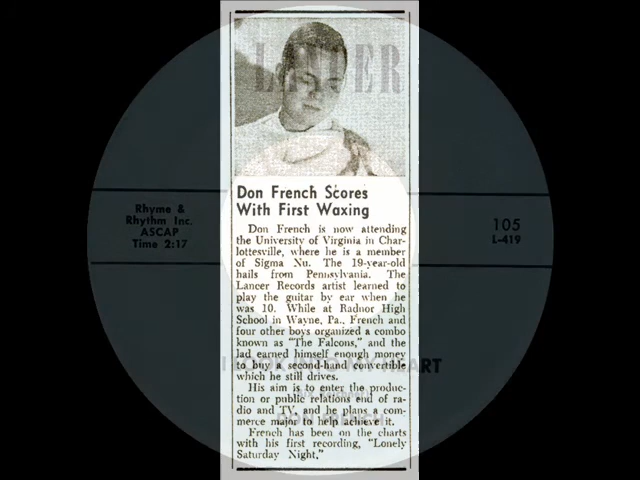 LANCER
Rhyme &
Rhythm Inc.
ASCAP
Time 2:17
105
L-419
Don French Scores
With First Waxing
Don French is now attending
the University of Virginia in Char-
lottesville, where he is a member
of Sigma Nu. The 19-year-old
hails from Pennsylvania. The
Lancer Records artist learned to
play the guitar by ear when he
was 10. While at Radnor High
School in Wayne, Pa., French and
four other boys organized a combo
known as "The Falcons," and the
lad earned himself enough money
to buy a second-hand convertible
which he still drives.
His aim is to enter the produc-
tion or public relations end of ra-
dio and TV, and he plans a com-
merce major to help achieve it.
French has been on the charts
with his first recording, "Lonely
Saturday Night."